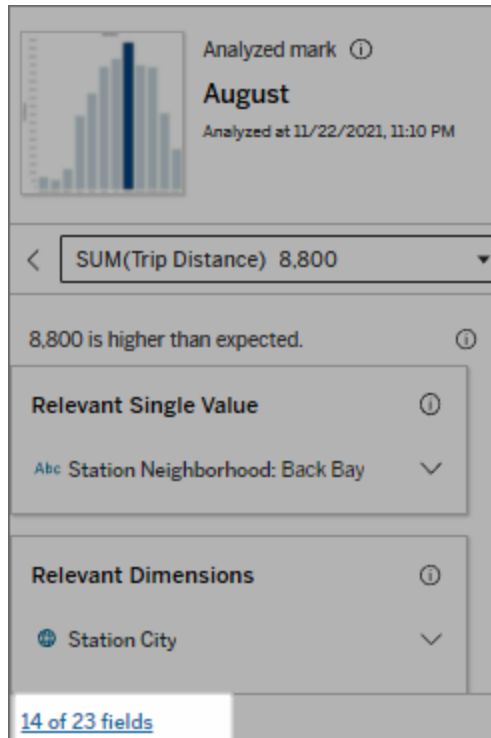 Analyzed mark
August
Analyzed at 11/22/2021, 11:10 PM
SUM(Trip Distance) 8,800
8,800 is higher than expected.
Relevant Single Value
Abc Station Neighborhood: Back Bay
Relevant Dimensions
Station City
14 of 23 fields